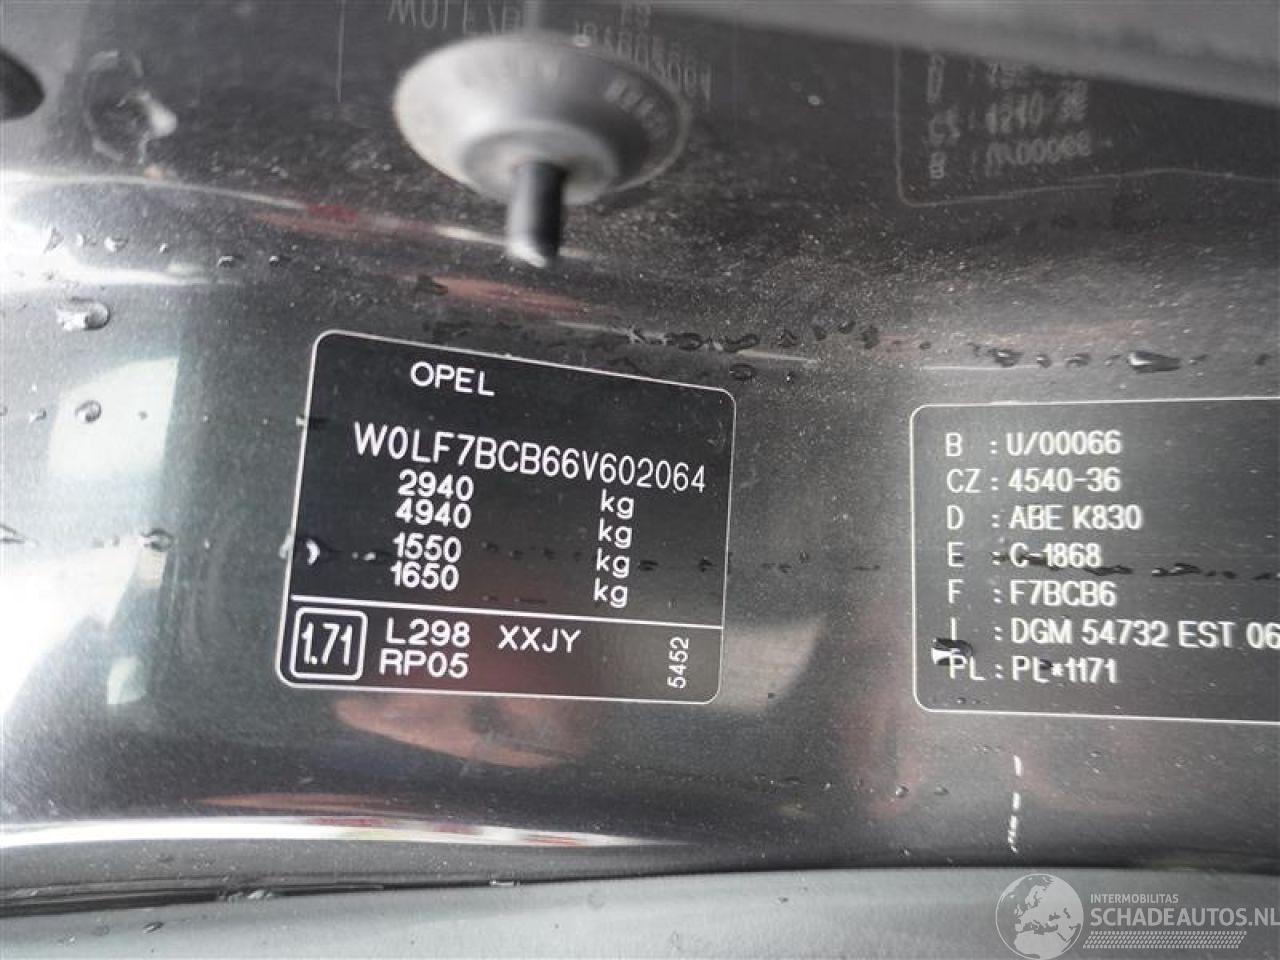 OPEL
W0LF7BCB66V602064
2940 kg
4940 kg
1550 kg
1650 kg
1.71 L298 XXJY
RP05
5452
B : U/00066
CZ : 4540-36
D : ABE K830
E : C-1868
F : F7BCB6
I : DGM 54732 EST 06
PL : PL*1171
INTERMOBILITAS
SCHADEAUTOS.NL